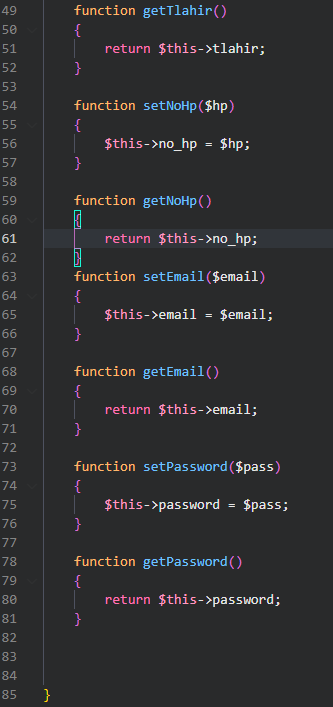 49 function getTlahir()
50 {
51 return $this->tlahir;
52 }
53
54 function setNoHp($hp)
55 {
56 $this->no_hp = $hp;
57 }
58
59 function getNoHp()
60 {
61 return $this->no_hp;
62 }
63 function setEmail($email)
64 {
65 $this->email = $email;
66 }
67
68 function getEmail()
69 {
70 return $this->email;
71 }
72
73 function setPassword($pass)
74 {
75 $this->password = $pass;
76 }
77
78 function getPassword()
79 {
80 return $this->password;
81 }
82
83
84
85 }